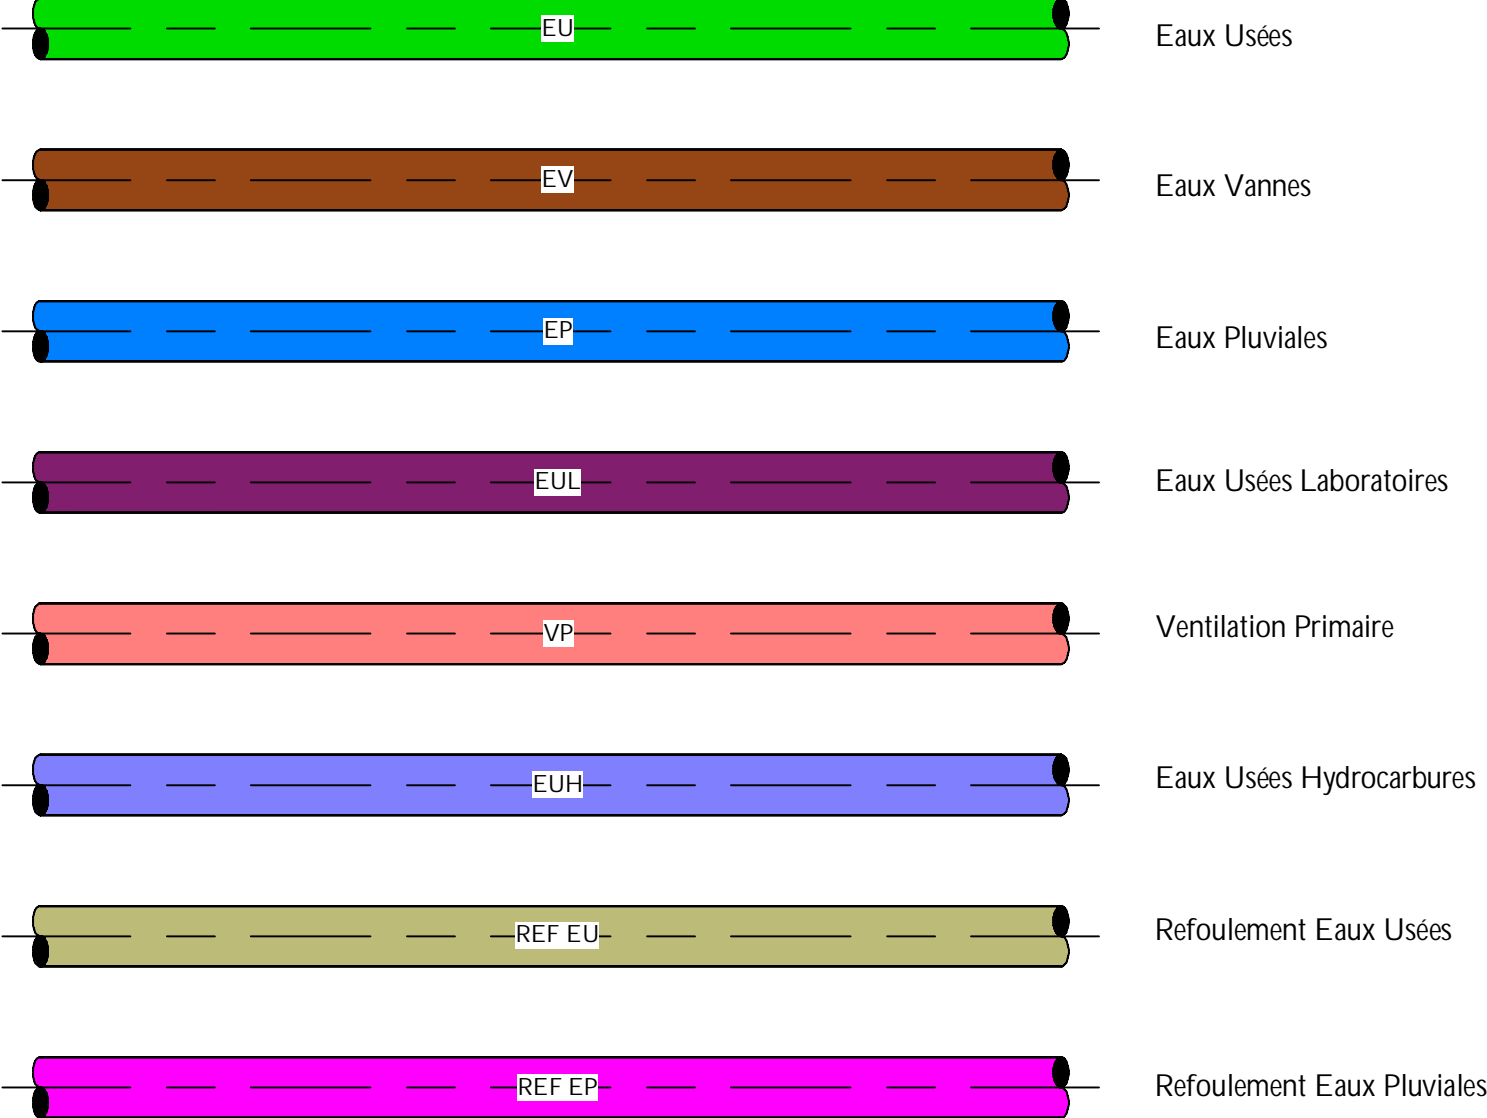 EU
Eaux Usées
EV
Eaux Vannes
EP
Eaux Pluviales
EUL
Eaux Usées Laboratoires
VP
Ventilation Primaire
EUH
Eaux Usées Hydrocarbures
REF EU
Refoulement Eaux Usées
REF EP
Refoulement Eaux Pluviales